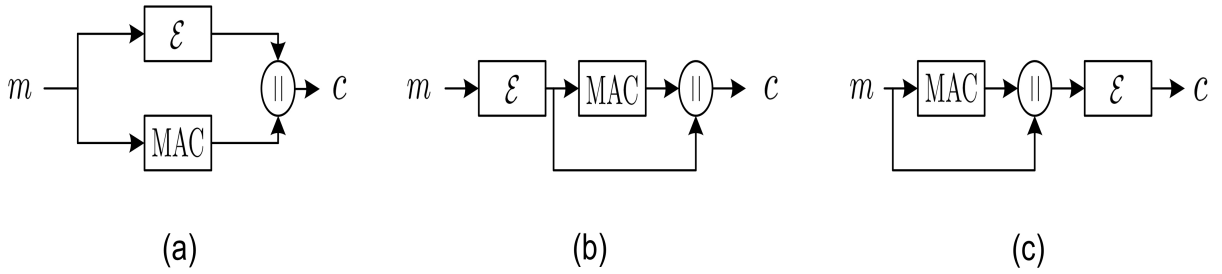 m ℰ MAC || c
(a)
m ℰ MAC || c
(b)
m MAC || ℰ c
(c)